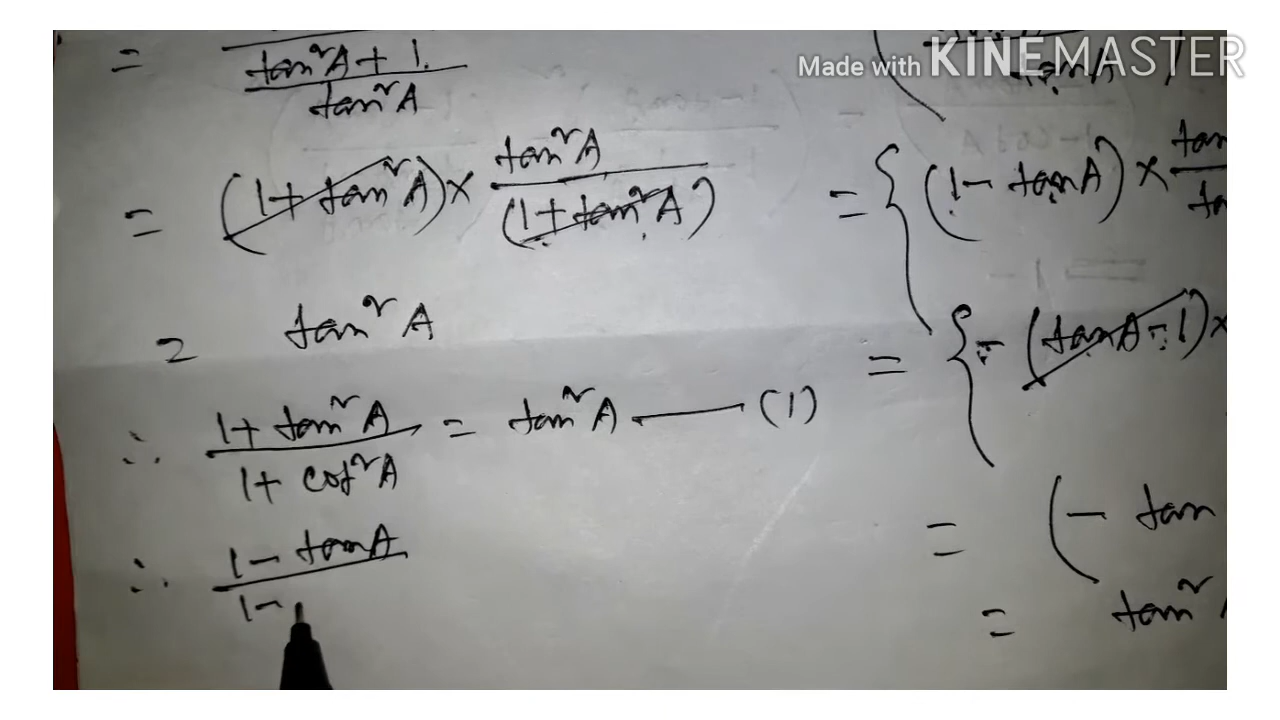 Made with KINEMASTER
= tan²A + 1
tan²A
= (1 + tan²A) × tan²A / (1 + tan²A)
= tan²A
∴ 1 + tan²A / 1 + cot²A = tan²A —— (1)
∴ 1 - tanA / 1 -
tanA
= { (1 - tanA) ×
= { - (tanA - 1) ×
= (- tan
= tan²